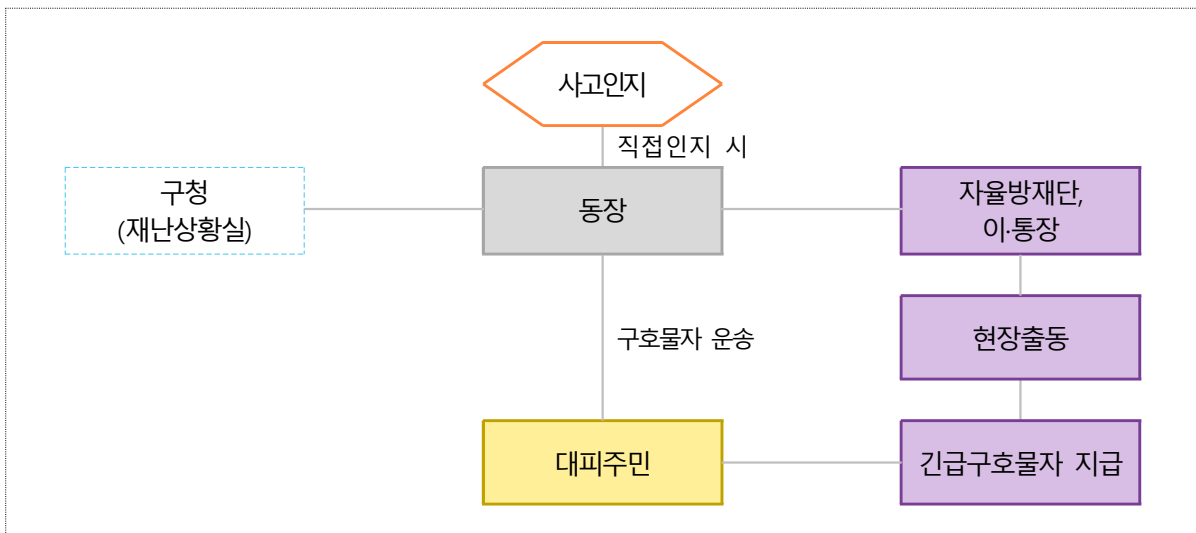 사고인지
직접인지 시
구청
(재난상황실)
동장
자율방재단,
이·통장
구호물자 운송
현장출동
대피주민
긴급구호물자 지급